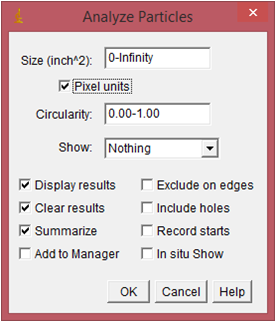 Analyze Particles
Size (inch^2): 0-Infinity
Pixel units
Circularity: 0.00-1.00
Show: Nothing
Display results Exclude on edges
Clear results Include holes
Summarize Record starts
Add to Manager In situ Show
OK Cancel Help